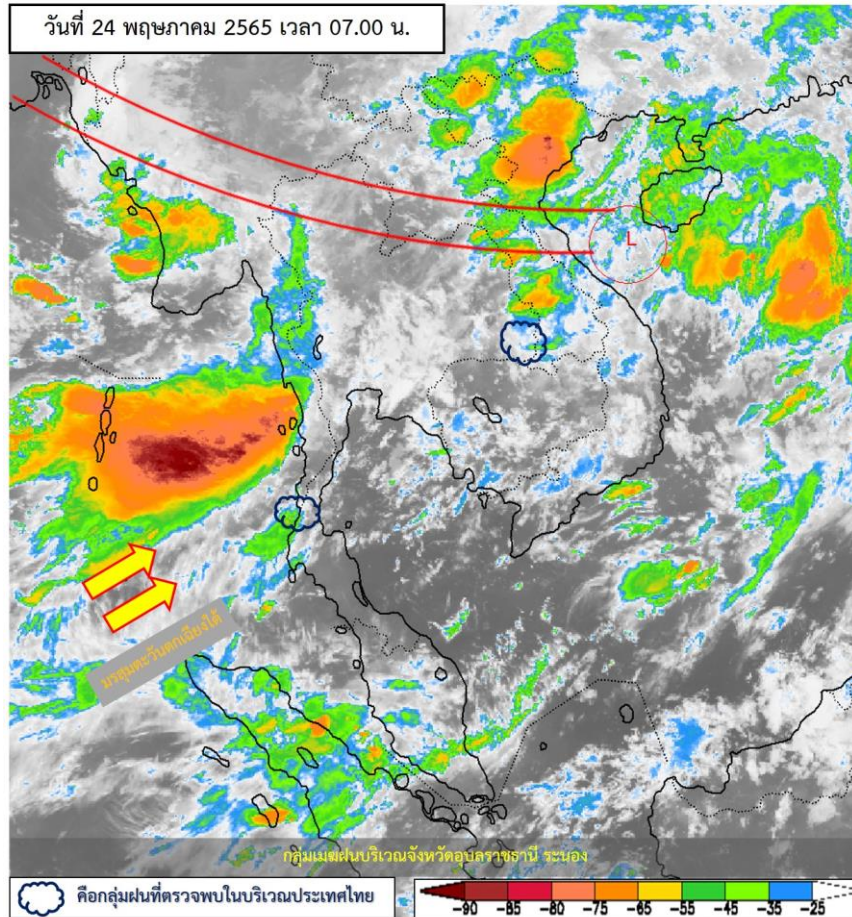 วันที่ 24 พฤษภาคม 2565 เวลา 07.00 น.
L
มรสุมตะวันตกเฉียงใต้
กลุ่มเมฆฝนบริเวณจังหวัดอุบลราชธานี ระนอง
คือกลุ่มฝนที่ตรวจพบในบริเวณประเทศไทย
-90 -85 -80 -75 -65 -55 -45 -35 -25